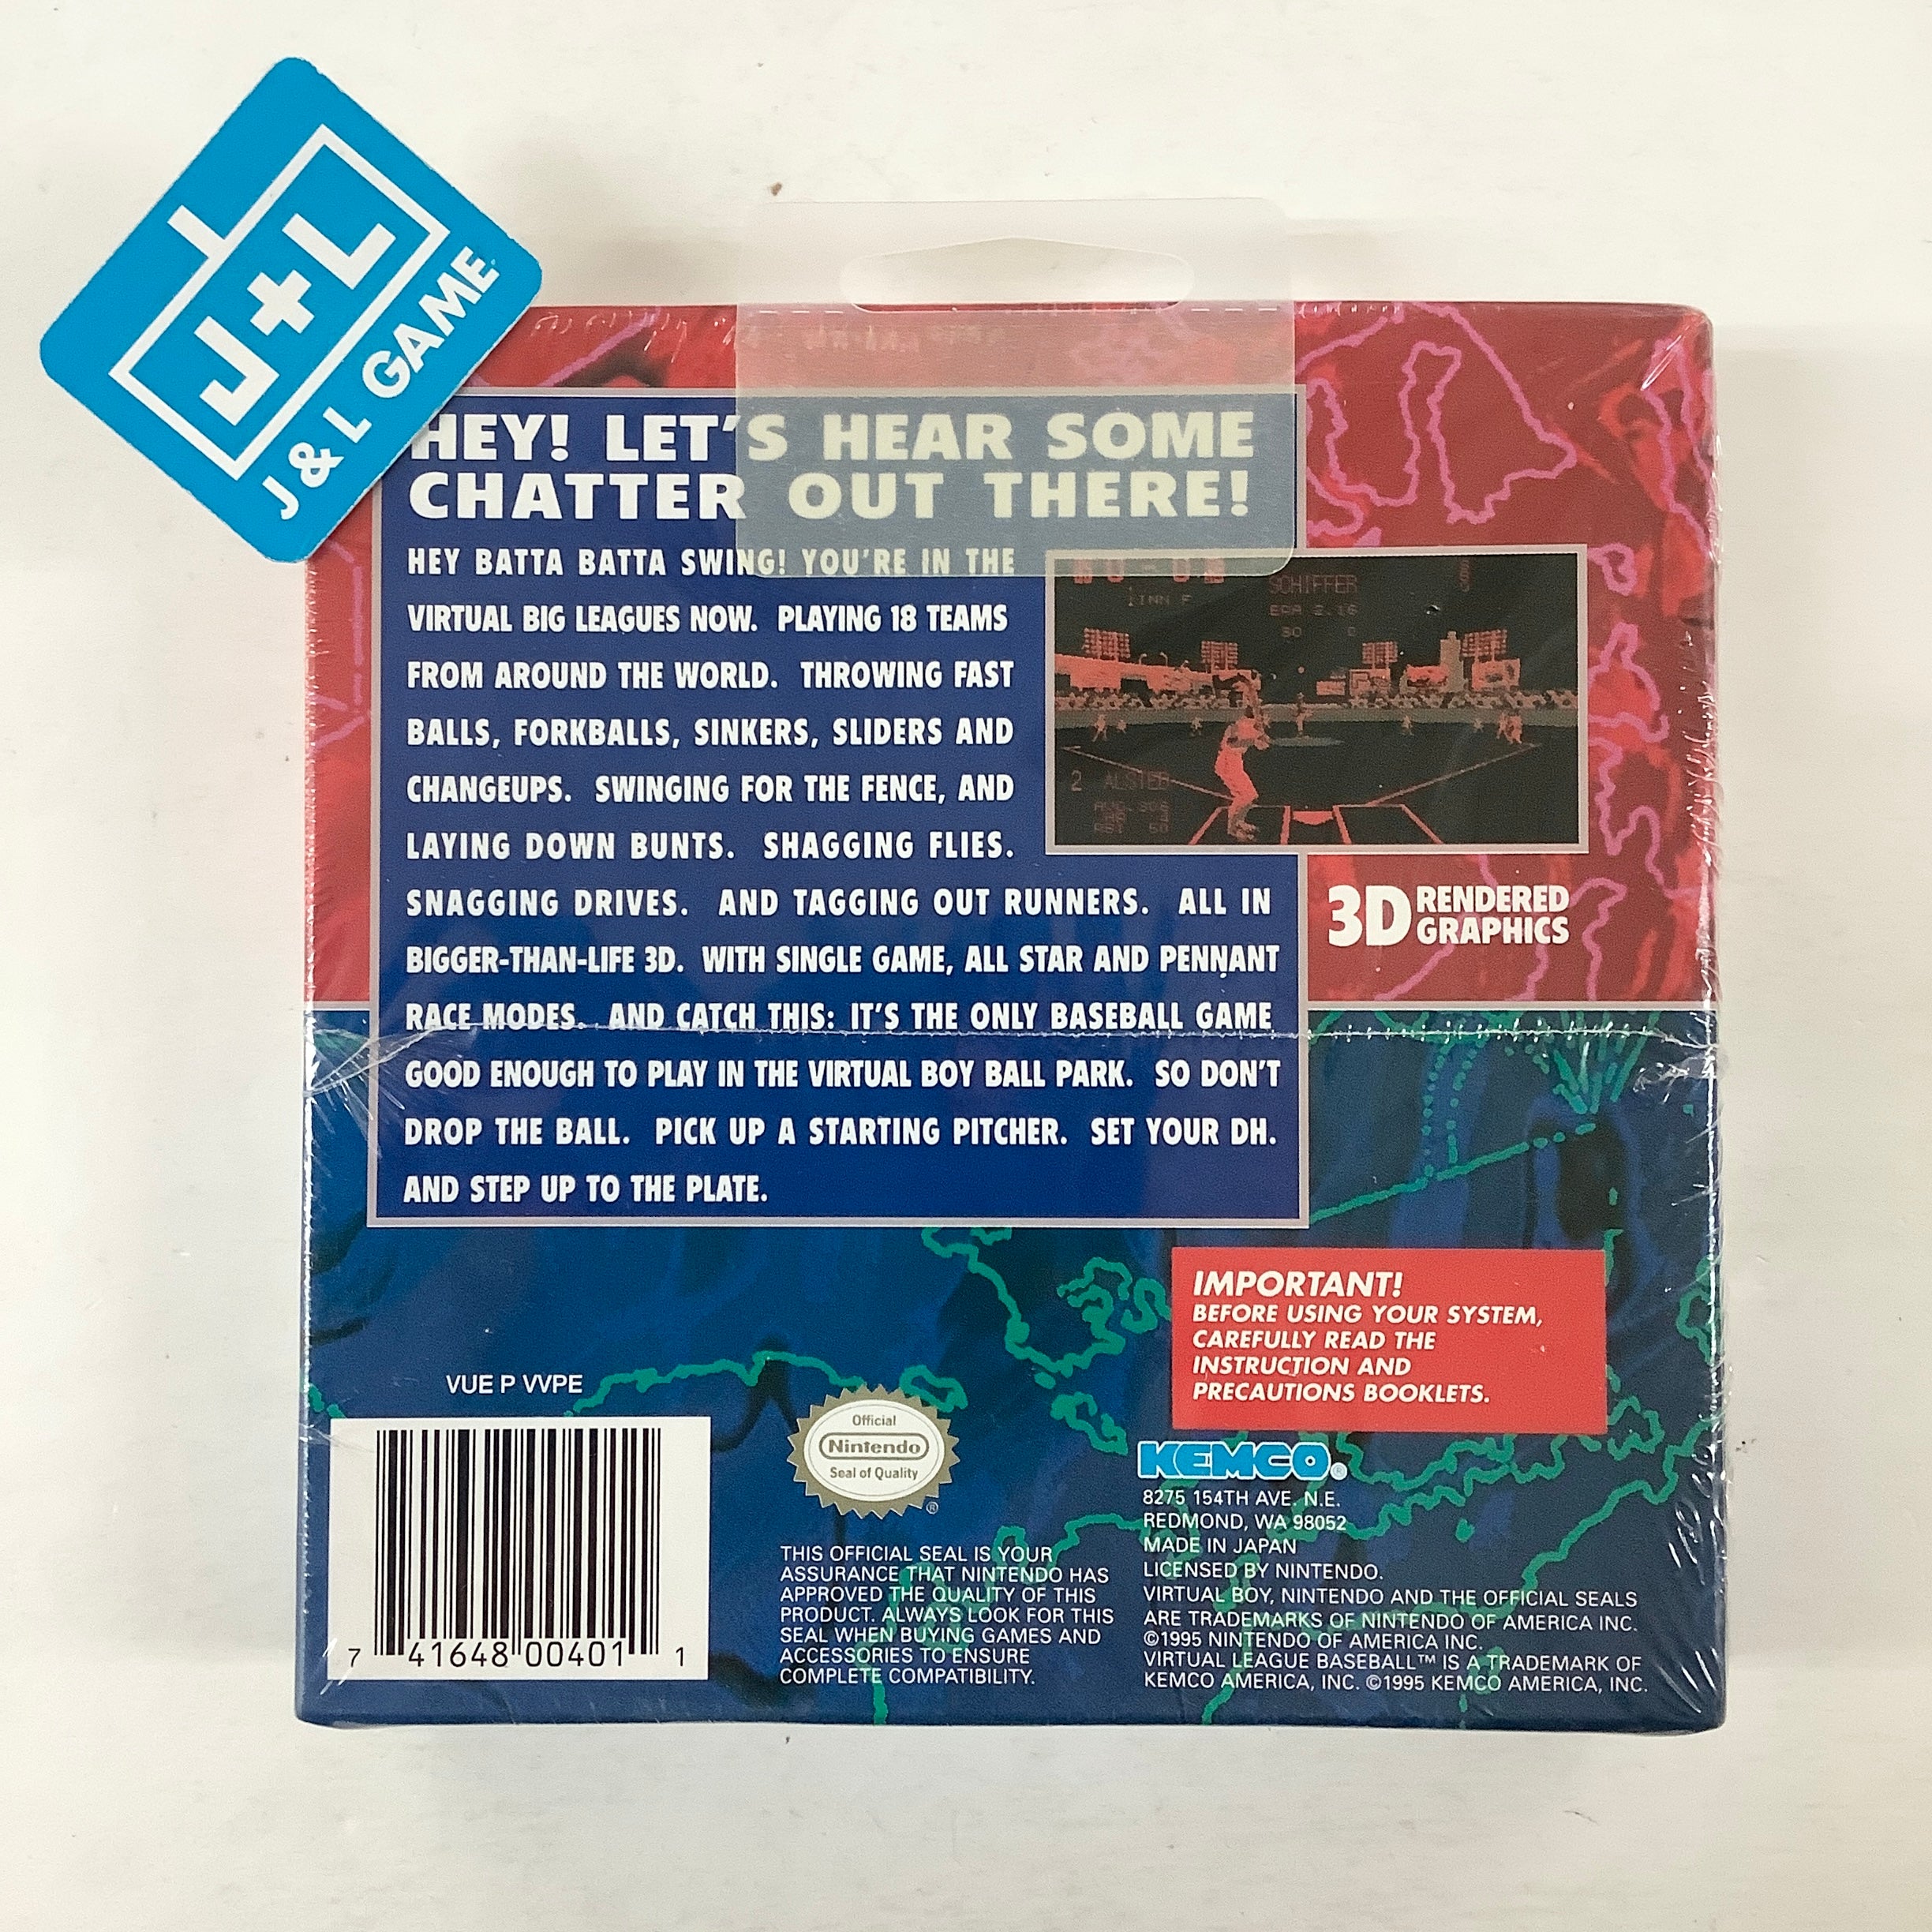 J+L
J & L GAME
HEY! LET'S HEAR SOME
CHATTER OUT THERE!
HEY BATTA BATTA SWING! YOU'RE IN THE
VIRTUAL BIG LEAGUES NOW. PLAYING 18 TEAMS
FROM AROUND THE WORLD. THROWING FAST
BALLS, FORKBALLS, SINKERS, SLIDERS AND
CHANGEUPS. SWINGING FOR THE FENCE, AND
LAYING DOWN BUNTS. SHAGGING FLIES.
SNAGGING DRIVES. AND TAGGING OUT RUNNERS. ALL IN
BIGGER-THAN-LIFE 3D. WITH SINGLE GAME, ALL STAR AND PENNANT
RACE MODES. AND CATCH THIS: IT'S THE ONLY BASEBALL GAME
GOOD ENOUGH TO PLAY IN THE VIRTUAL BOY BALL PARK. SO DON'T
DROP THE BALL. PICK UP A STARTING PITCHER. SET YOUR DH.
AND STEP UP TO THE PLATE.
SCHIFFER
ERA 2.16
SO 0
2 ALSTEB
3D RENDERED
GRAPHICS
IMPORTANT!
BEFORE USING YOUR SYSTEM,
CAREFULLY READ THE
INSTRUCTION AND
PRECAUTIONS BOOKLETS.
VUE P VVPE
7 41648 00401 1
Official
Nintendo
Seal of Quality
®
THIS OFFICIAL SEAL IS YOUR
ASSURANCE THAT NINTENDO HAS
APPROVED THE QUALITY OF THIS
PRODUCT. ALWAYS LOOK FOR THIS
SEAL WHEN BUYING GAMES AND
ACCESSORIES TO ENSURE
COMPLETE COMPATIBILITY.
KEMCO®
8275 154TH AVE. N.E.
REDMOND, WA 98052
MADE IN JAPAN
LICENSED BY NINTENDO.
VIRTUAL BOY, NINTENDO AND THE OFFICIAL SEALS
ARE TRADEMARKS OF NINTENDO OF AMERICA INC.
©1995 NINTENDO OF AMERICA INC.
VIRTUAL LEAGUE BASEBALL™ IS A TRADEMARK OF
KEMCO AMERICA, INC. ©1995 KEMCO AMERICA, INC.